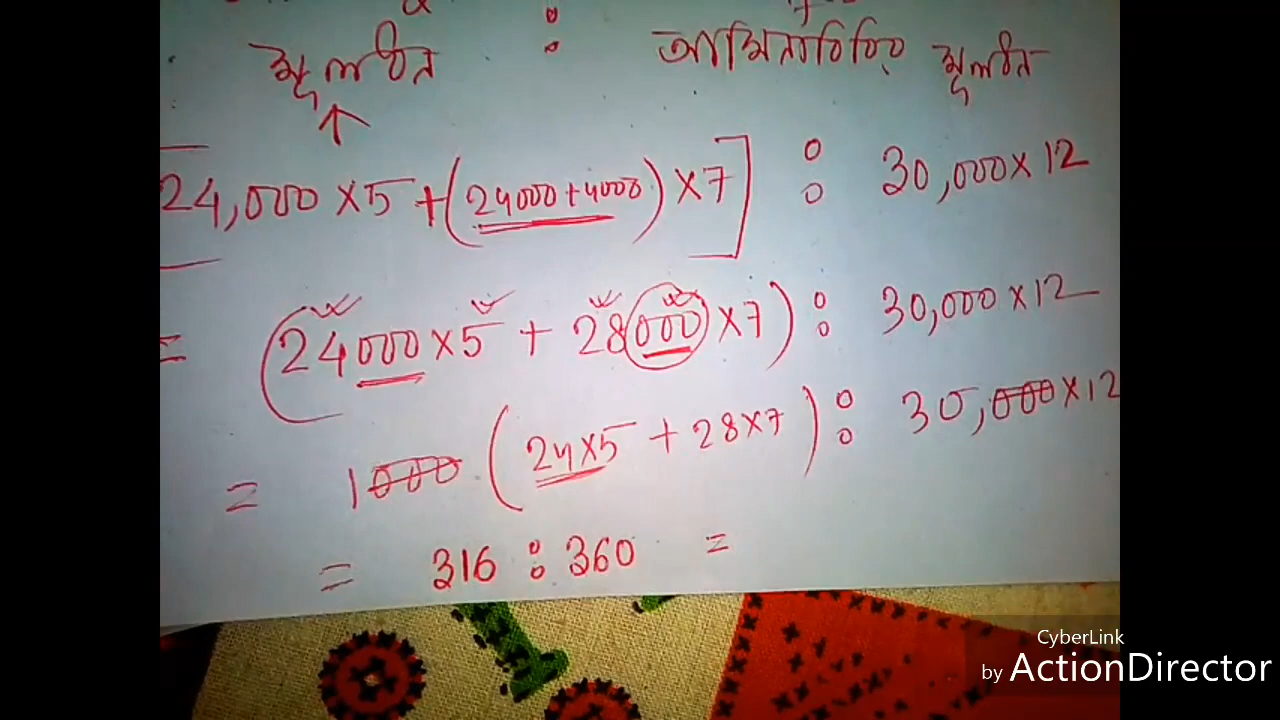 মূলধন : আমিনাবিবির মূলধন
24,000 × 5 + (24000 + 4000) × 7] : 30,000 × 12
= (24000 × 5 + 28000 × 7) : 30,000 × 12
= 1000 (24 × 5 + 28 × 7) : 30,000 × 12
= 316 : 360 =
CyberLink
by ActionDirector